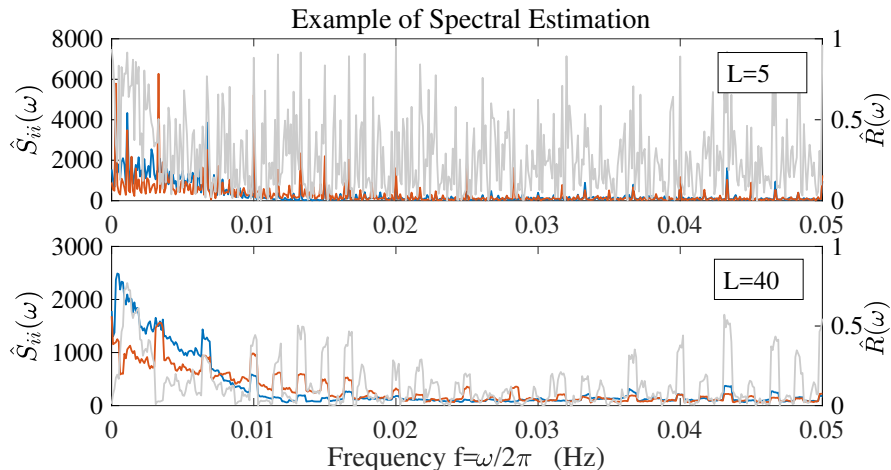 Example of Spectral Estimation
8000
6000
4000
2000
0
Ŝii(ω)
1
0.5
0
R̂(ω)
L=5
0 0.01 0.02 0.03 0.04 0.05
3000
2000
1000
0
Ŝii(ω)
1
0.5
0
R̂(ω)
L=40
0 0.01 0.02 0.03 0.04 0.05
Frequency f=ω/2π (Hz)